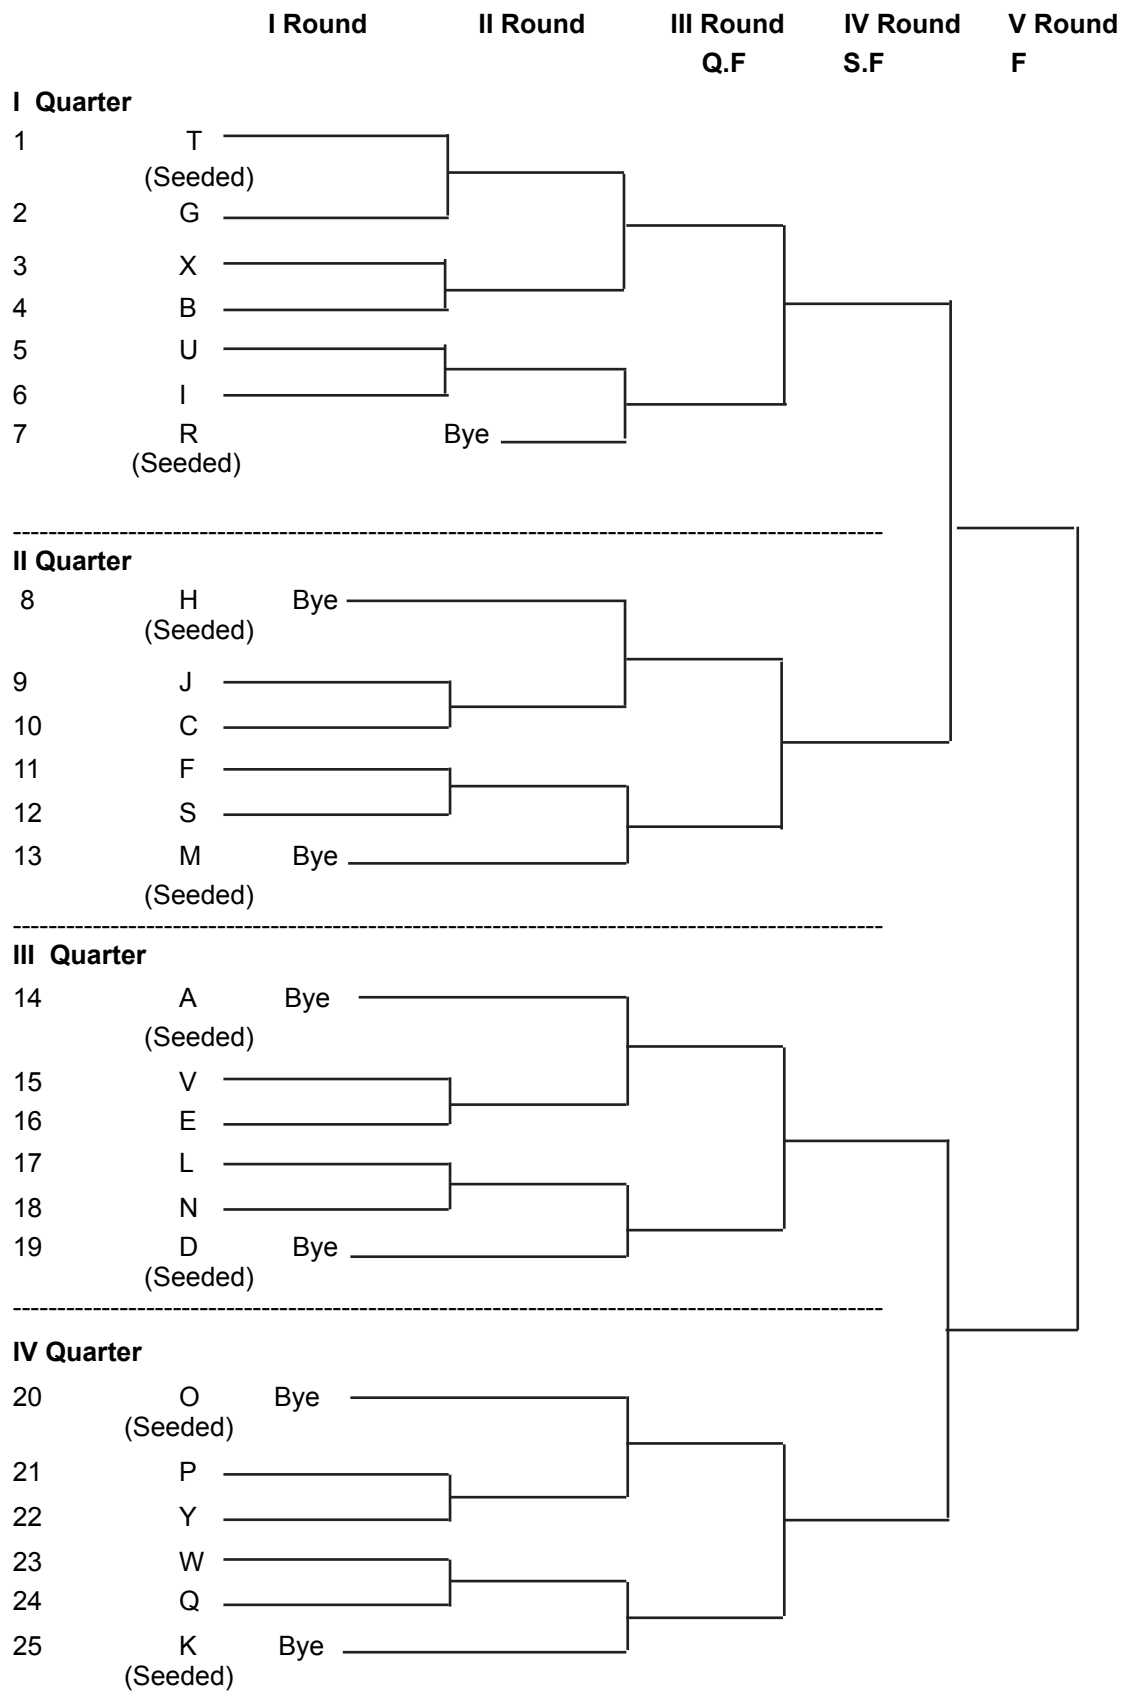 I Round II Round III Round IV Round V Round
Q.F S.F F
I Quarter
1 T
(Seeded)
2 G
3 X
4 B
5 U
6 I
7 R Bye
(Seeded)
II Quarter
8 H Bye
(Seeded)
9 J
10 C
11 F
12 S
13 M Bye
(Seeded)
III Quarter
14 A Bye
(Seeded)
15 V
16 E
17 L
18 N
19 D Bye
(Seeded)
IV Quarter
20 O Bye
(Seeded)
21 P
22 Y
23 W
24 Q
25 K Bye
(Seeded)